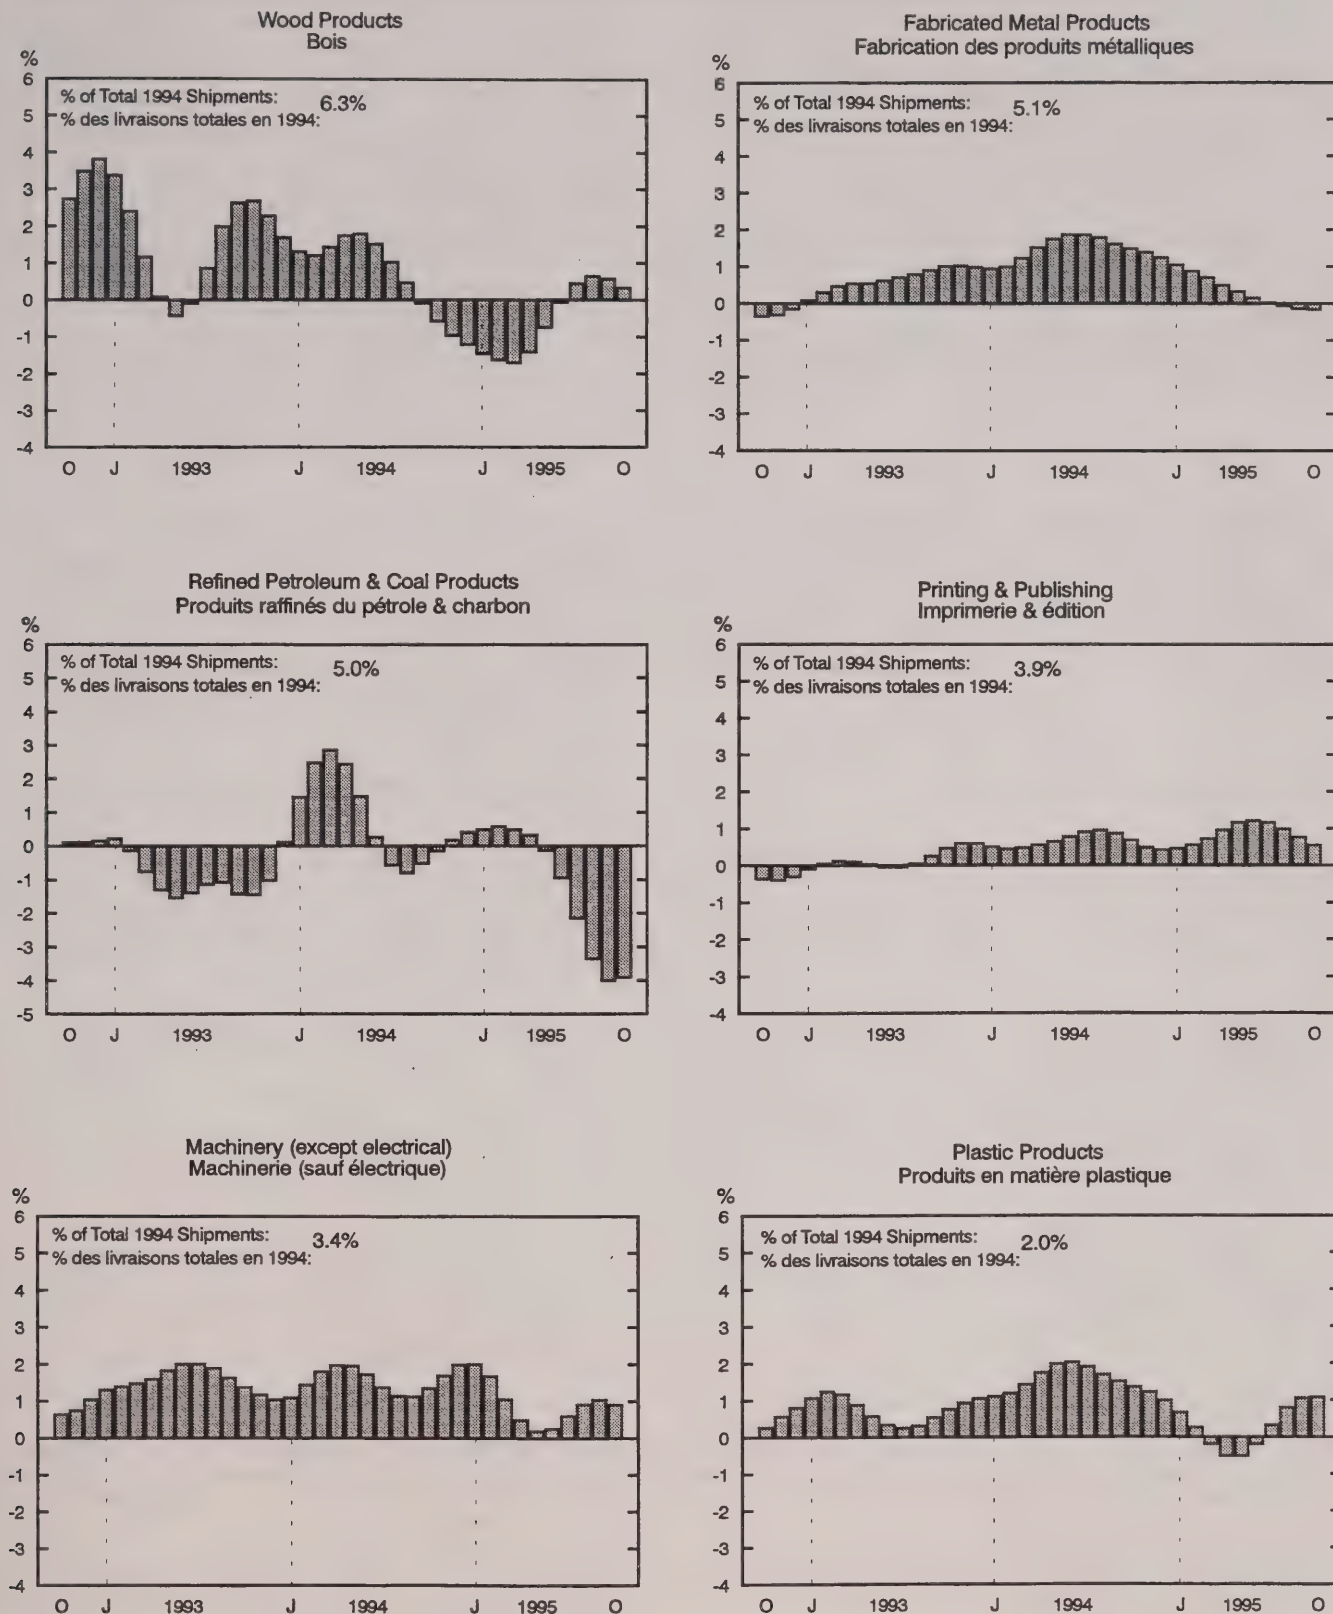 Wood Products
Bois
%
6
% of Total 1994 Shipments: 6.3%
% des livraisons totales en 1994:
5
4
3
2
1
0
-1
-2
-3
-4
O J 1993 J 1994 J 1995 O
Fabricated Metal Products
Fabrication des produits métalliques
%
6
% of Total 1994 Shipments: 5.1%
% des livraisons totales en 1994:
5
4
3
2
1
0
-1
-2
-3
-4
O J 1993 J 1994 J 1995 O
Refined Petroleum & Coal Products
Produits raffinés du pétrole & charbon
%
6
% of Total 1994 Shipments: 5.0%
% des livraisons totales en 1994:
5
4
3
2
1
0
-1
-2
-3
-4
-5
O J 1993 J 1994 J 1995 O
Printing & Publishing
Imprimerie & édition
%
6
% of Total 1994 Shipments: 3.9%
% des livraisons totales en 1994:
5
4
3
2
1
0
-1
-2
-3
-4
O J 1993 J 1994 J 1995 O
Machinery (except electrical)
Machinerie (sauf électrique)
%
6
% of Total 1994 Shipments: 3.4%
% des livraisons totales en 1994:
5
4
3
2
1
0
-1
-2
-3
-4
O J 1993 J 1994 J 1995 O
Plastic Products
Produits en matière plastique
%
6
% of Total 1994 Shipments: 2.0%
% des livraisons totales en 1994:
5
4
3
2
1
0
-1
-2
-3
-4
O J 1993 J 1994 J 1995 O